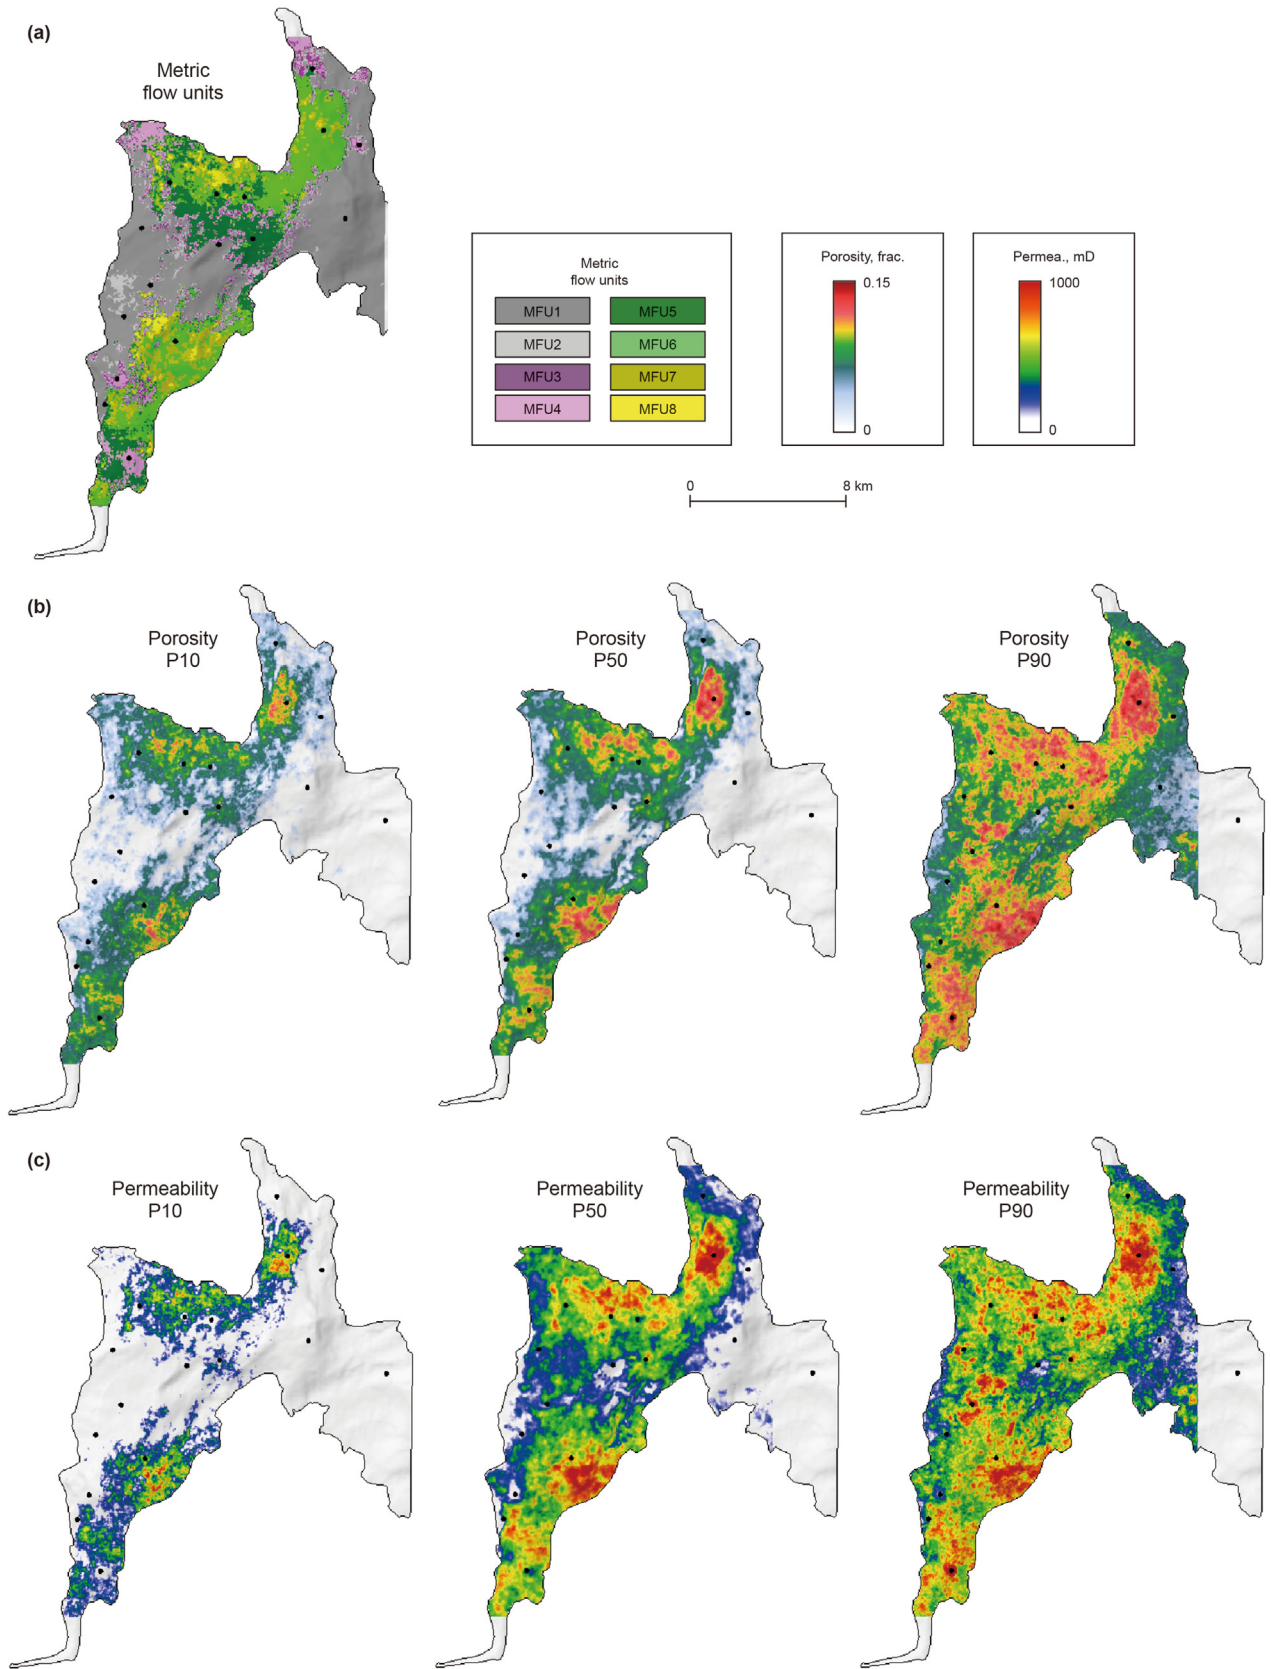 (a)
Metric
flow units
Metric
flow units
MFU1
MFU5
MFU2
MFU6
MFU3
MFU7
MFU4
MFU8
Porosity, frac.
0.15
0
Permea., mD
1000
0
0
8 km
(b)
Porosity
P10
Porosity
P50
Porosity
P90
(c)
Permeability
P10
Permeability
P50
Permeability
P90